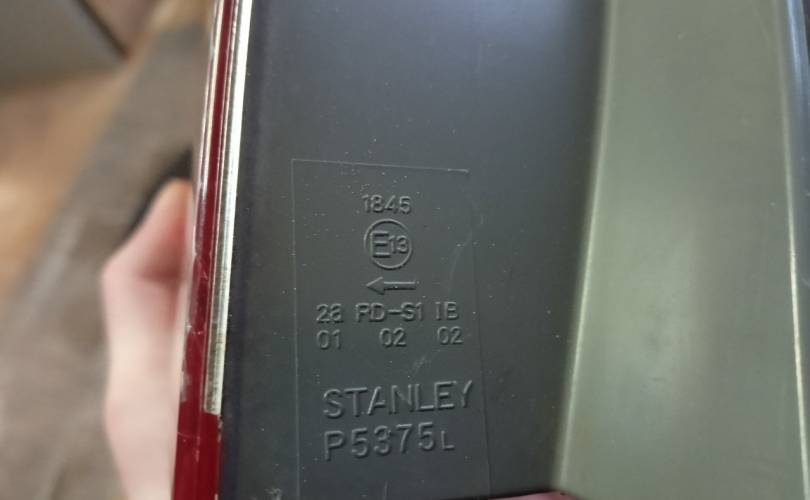 1845
E13
←
2a RD-S1 IB
01 02 02
STANLEY
P5375L